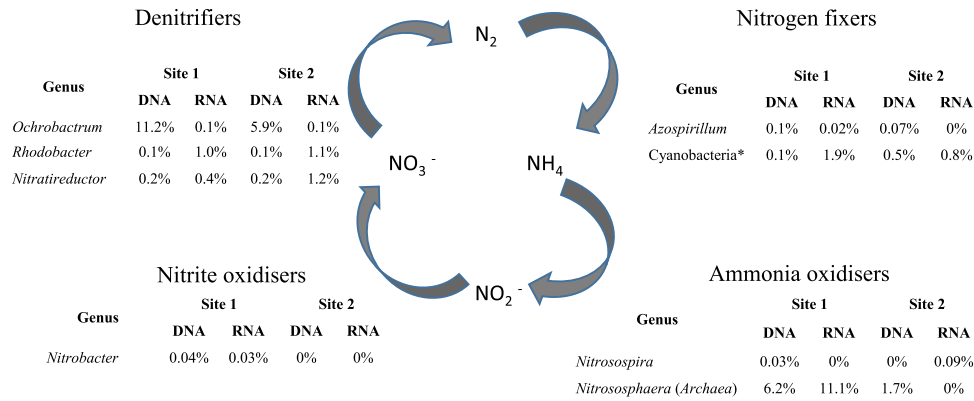 Denitrifiers
Genus Site 1 Site 2
DNA RNA DNA RNA
Ochrobactrum 11.2% 0.1% 5.9% 0.1%
Rhodobacter 0.1% 1.0% 0.1% 1.1%
Nitratireductor 0.2% 0.4% 0.2% 1.2%
N₂
Nitrogen fixers
Genus Site 1 Site 2
DNA RNA DNA RNA
Azospirillum 0.1% 0.02% 0.07% 0%
Cyanobacteria* 0.1% 1.9% 0.5% 0.8%
NO₃ -
NH₄
Nitrite oxidisers
Genus Site 1 Site 2
DNA RNA DNA RNA
Nitrobacter 0.04% 0.03% 0% 0%
NO₂ -
Ammonia oxidisers
Genus Site 1 Site 2
DNA RNA DNA RNA
Nitrosospira 0.03% 0% 0% 0.09%
Nitrososphaera (Archaea) 6.2% 11.1% 1.7% 0%